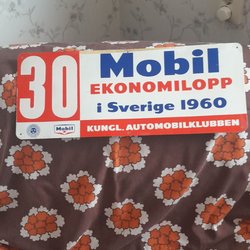 30
Mobil
EKONOMILOPP
i Sverige 1960
KUNGL. AUTOMOBILKLUBBEN
Mobil